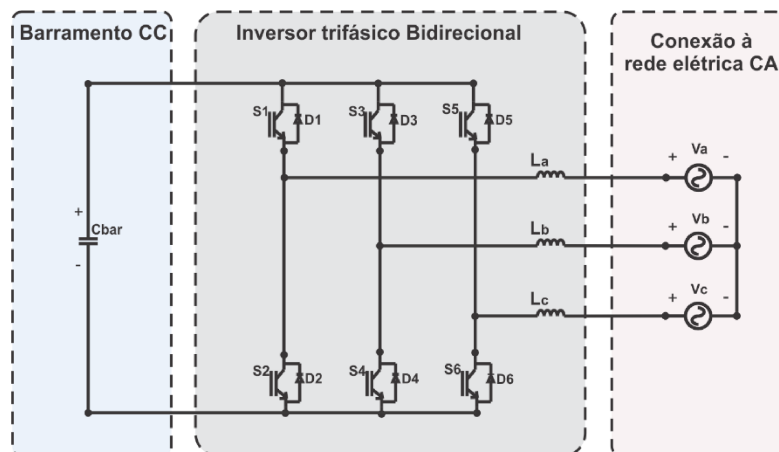 Barramento CC
Inversor trifásico Bidirecional
Conexão à
rede elétrica CA
S1
D1
S3
D3
S5
D5
La
+
Va
-
+
Cbar
-
Lb
+
Vb
-
Lc
+
Vc
-
S2
D2
S4
D4
S6
D6